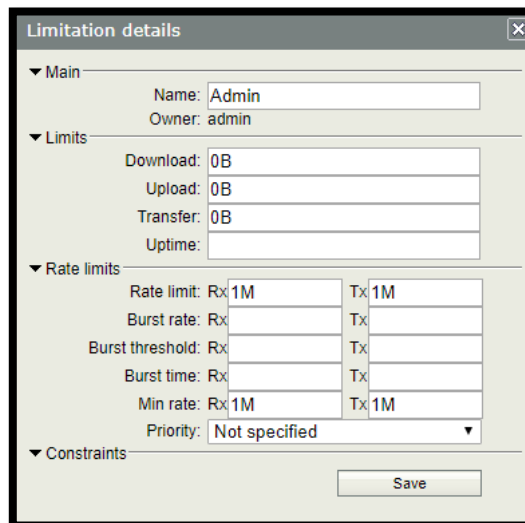 Limitation details
Main
Name: Admin
Owner: admin
Limits
Download: 0B
Upload: 0B
Transfer: 0B
Uptime:
Rate limits
Rate limit: Rx 1M Tx 1M
Burst rate: Rx Tx
Burst threshold: Rx Tx
Burst time: Rx Tx
Min rate: Rx 1M Tx 1M
Priority: Not specified
Constraints
Save